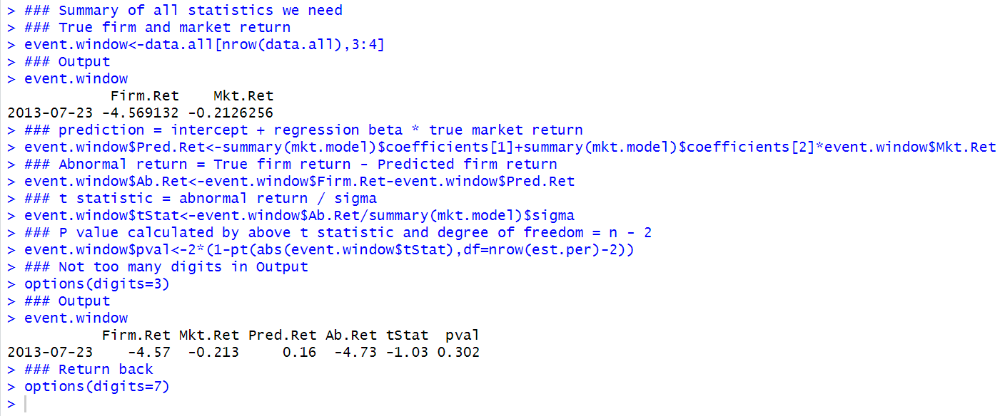 > ### Summary of all statistics we need
> ### True firm and market return
> event.window<-data.all[nrow(data.all),3:4]
> ### Output
> event.window
            Firm.Ret    Mkt.Ret
2013-07-23 -4.569132 -0.2126256
> ### prediction = intercept + regression beta * true market return
> event.window$Pred.Ret<-summary(mkt.model)$coefficients[1]+summary(mkt.model)$coefficients[2]*event.window$Mkt.Ret
> ### Abnormal return = True firm return - Predicted firm return
> event.window$Ab.Ret<-event.window$Firm.Ret-event.window$Pred.Ret
> ### t statistic = abnormal return / sigma
> event.window$tStat<-event.window$Ab.Ret/summary(mkt.model)$sigma
> ### P value calculated by above t statistic and degree of freedom = n - 2
> event.window$pval<-2*(1-pt(abs(event.window$tStat),df=nrow(est.per)-2))
> ### Not too many digits in Output
> options(digits=3)
> ### Output
> event.window
           Firm.Ret Mkt.Ret Pred.Ret Ab.Ret tStat  pval
2013-07-23    -4.57  -0.213     0.16  -4.73 -1.03 0.302
> ### Return back
> options(digits=7)
>